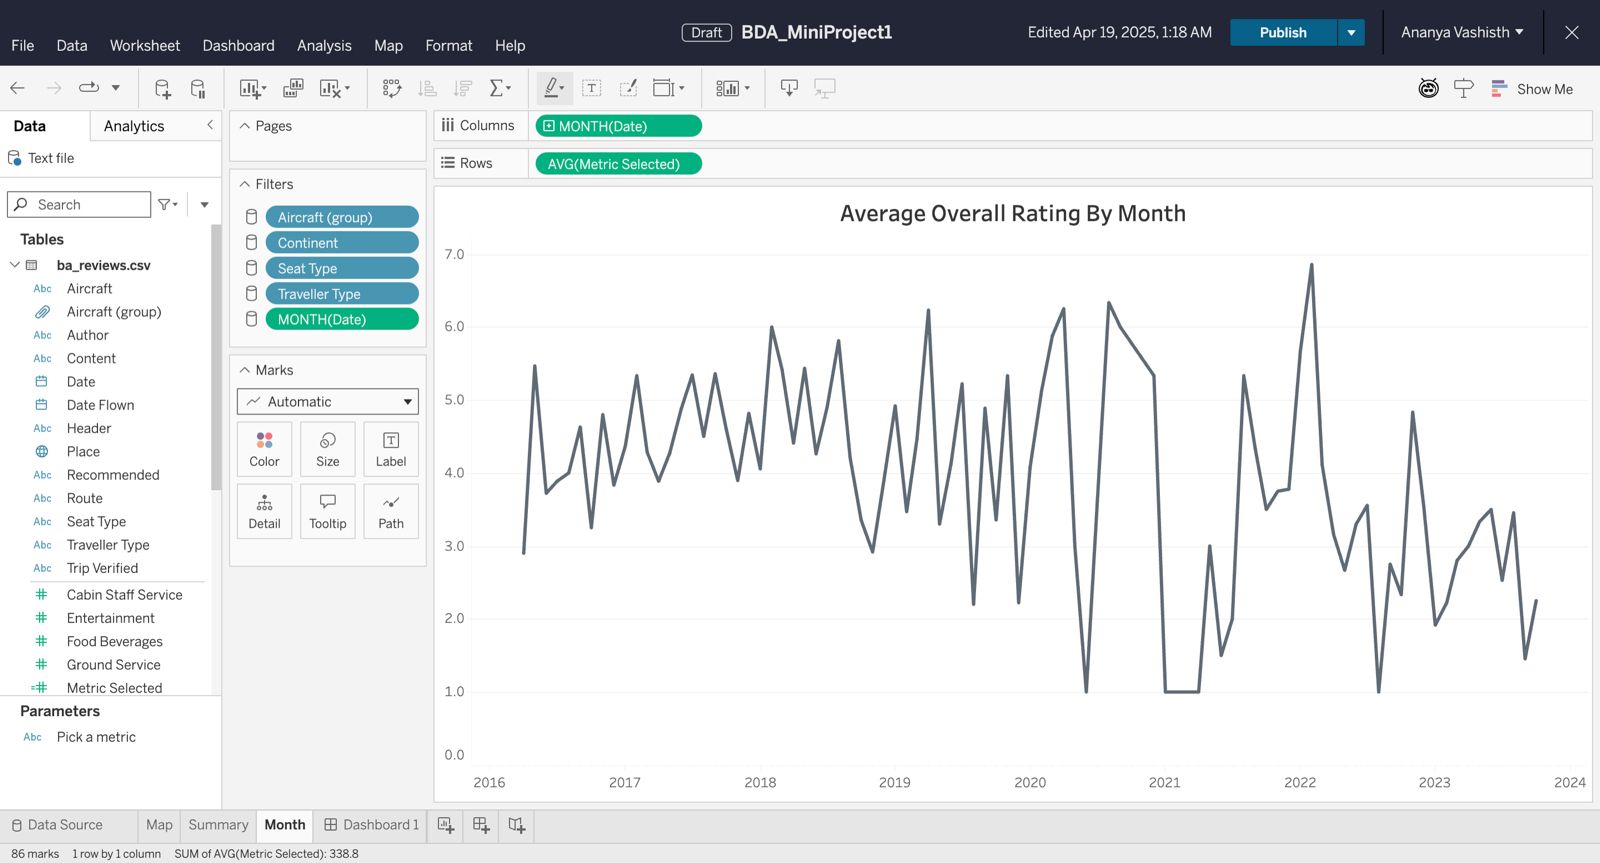 Draft BDA_MiniProject1
Edited Apr 19, 2025, 1:18 AM
Publish
Ananya Vashisth
File Data Worksheet Dashboard Analysis Map Format Help
Show Me
Data Analytics
Text file
Search
Tables
ba_reviews.csv
Abc Aircraft
Aircraft (group)
Abc Author
Abc Content
Date
Date Flown
Abc Header
Place
Abc Recommended
Abc Route
Abc Seat Type
Abc Traveller Type
Abc Trip Verified
Cabin Staff Service
Entertainment
Food Beverages
Ground Service
Metric Selected
Parameters
Abc Pick a metric
Pages
Filters
Aircraft (group)
Continent
Seat Type
Traveller Type
MONTH(Date)
Marks
Automatic
Color Size Label
Detail Tooltip Path
Columns MONTH(Date)
Rows AVG(Metric Selected)
Average Overall Rating By Month
7.0
6.0
5.0
4.0
3.0
2.0
1.0
0.0
2016 2017 2018 2019 2020 2021 2022 2023 2024
Data Source Map Summary Month Dashboard 1
86 marks 1 row by 1 column SUM of AVG(Metric Selected): 338.8